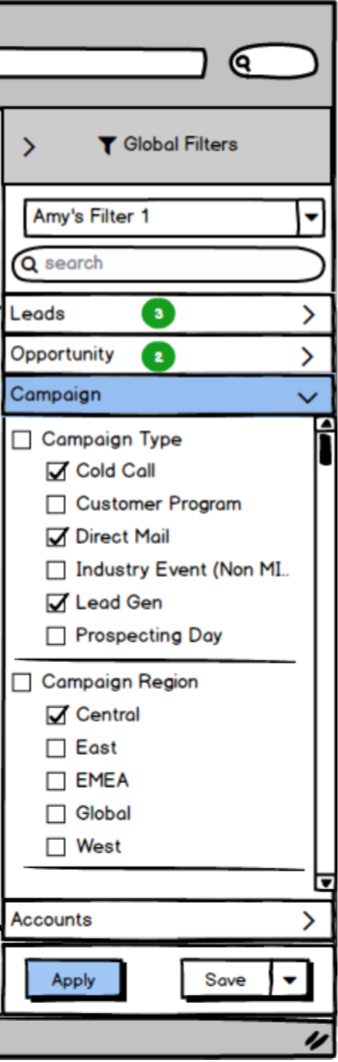 Global Filters
Amy's Filter 1
search
Leads 3
Opportunity 2
Campaign
Campaign Type
Cold Call
Customer Program
Direct Mail
Industry Event (Non MI..
Lead Gen
Prospecting Day
Campaign Region
Central
East
EMEA
Global
West
Accounts
Apply Save